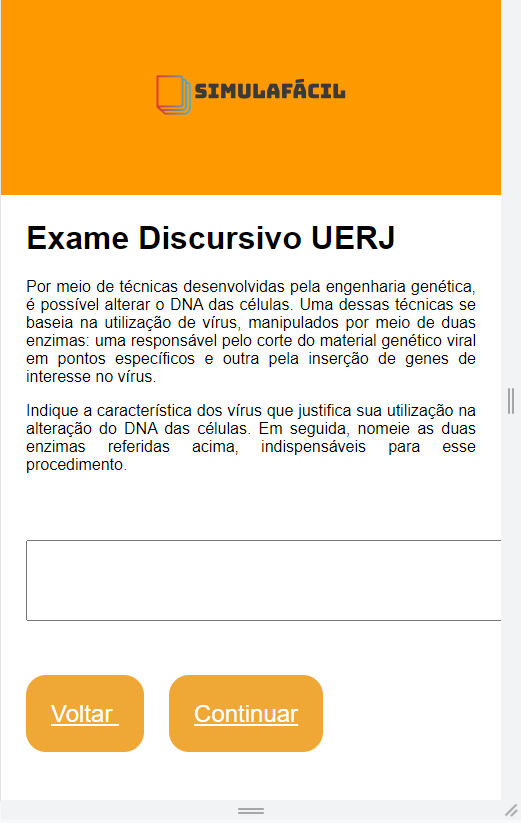 SIMULAFÁCIL
Exame Discursivo UERJ
Por meio de técnicas desenvolvidas pela engenharia genética,
é possível alterar o DNA das células. Uma dessas técnicas se
baseia na utilização de vírus, manipulados por meio de duas
enzimas: uma responsável pelo corte do material genético viral
em pontos específicos e outra pela inserção de genes de
interesse no vírus.
Indique a característica dos vírus que justifica sua utilização na
alteração do DNA das células. Em seguida, nomeie as duas
enzimas referidas acima, indispensáveis para esse
procedimento.
Voltar
Continuar